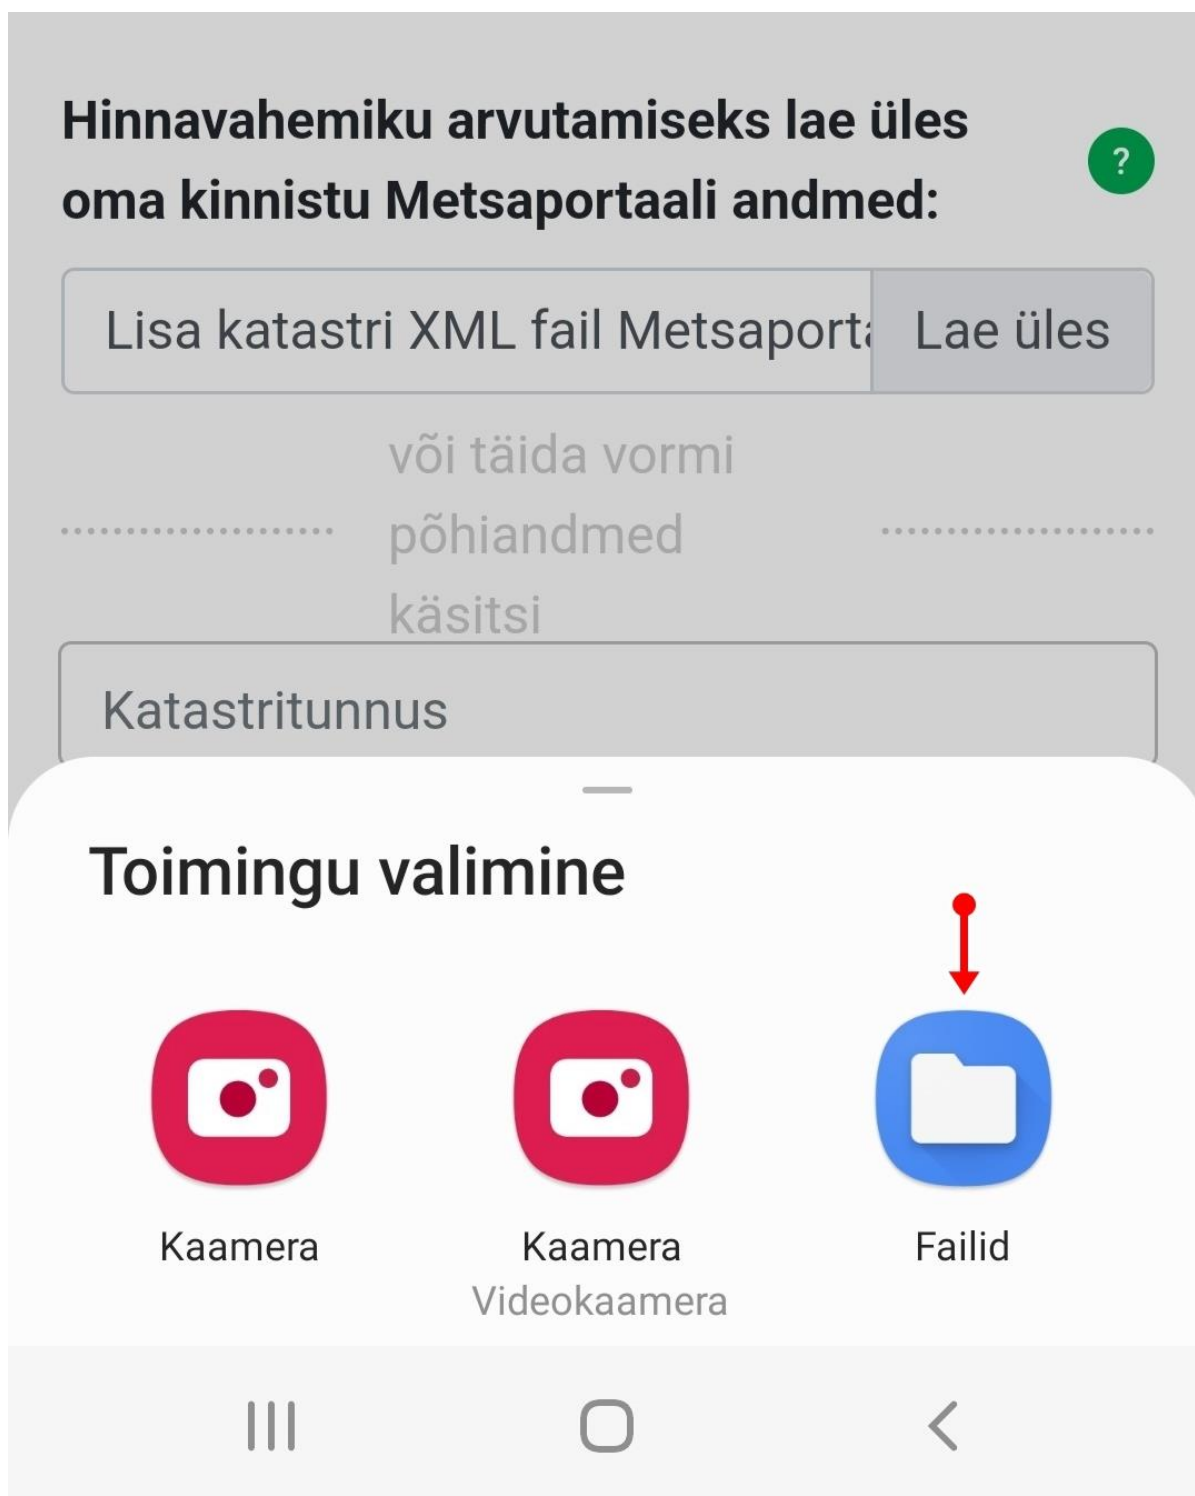 Hinnavahemiku arvutamiseks lae üles
oma kinnistu Metsaportaali andmed:
?
Lisa katastri XML fail Metsaporta
Lae üles
või täida vormi
põhiandmed
käsitsi
Katastritunnus
Toimingu valimine
Kaamera
Kaamera
Videokaamera
Failid